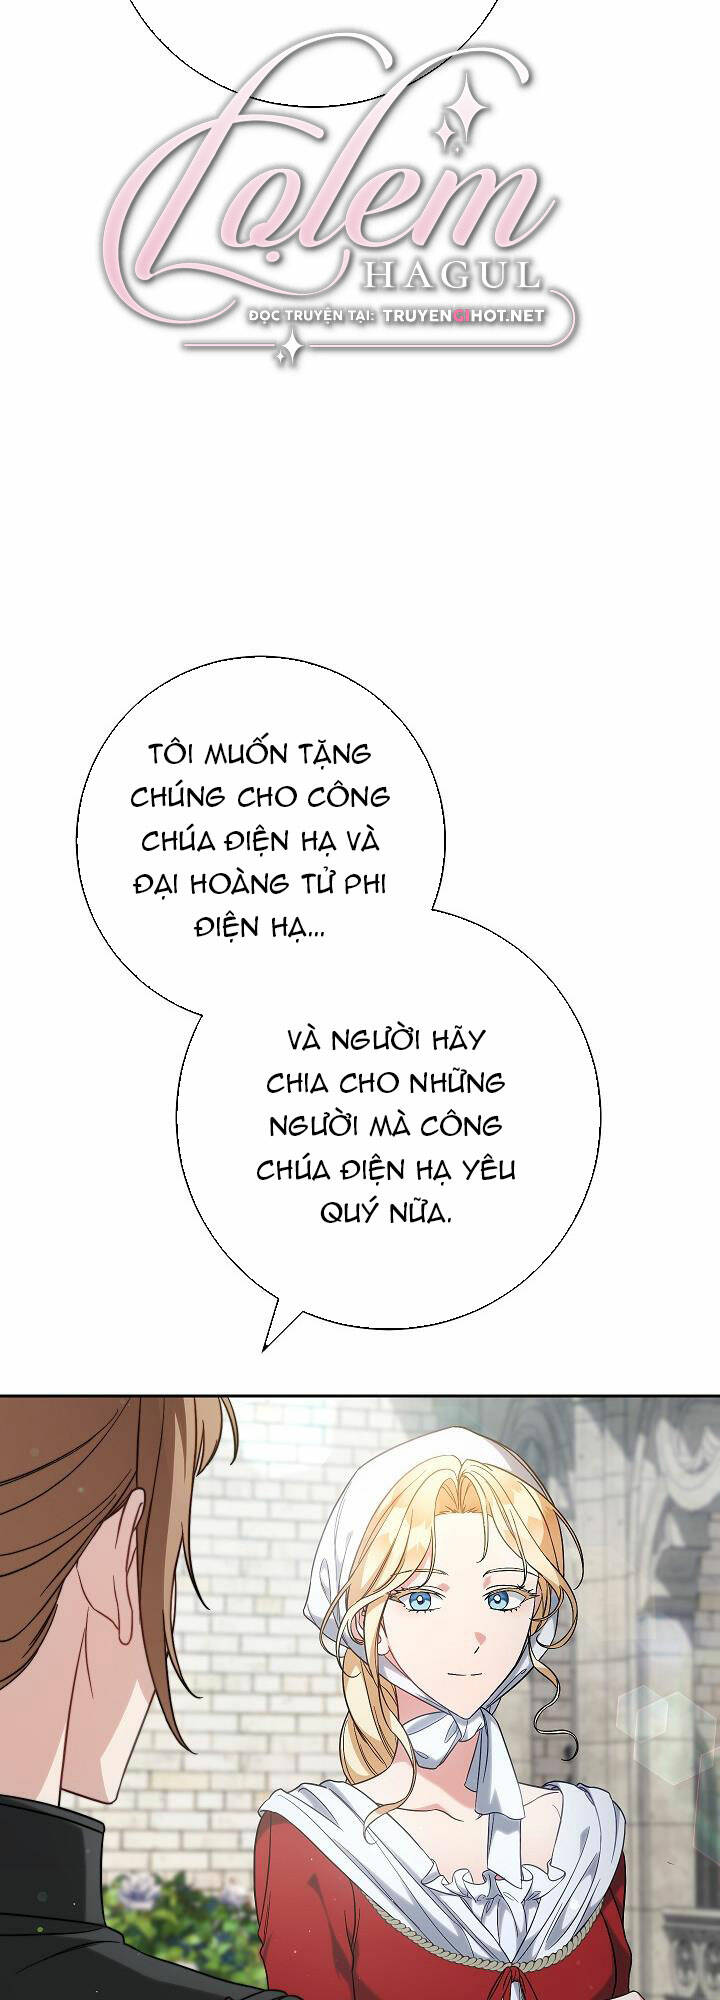 Lọlem
HAGUL
ĐỌC TRUYỆN TẠI: TRUYENGIHOT.NET
TÔI MUỐN TẶNG
CHÚNG CHO CÔNG
CHÚA ĐIỆN HẠ VÀ
ĐẠI HOÀNG TỬ PHI
ĐIỆN HẠ...
VÀ NGƯỜI HÃY
CHIA CHO NHỮNG
NGƯỜI MÀ CÔNG
CHÚA ĐIỆN HẠ YÊU
QUÝ NỮA.